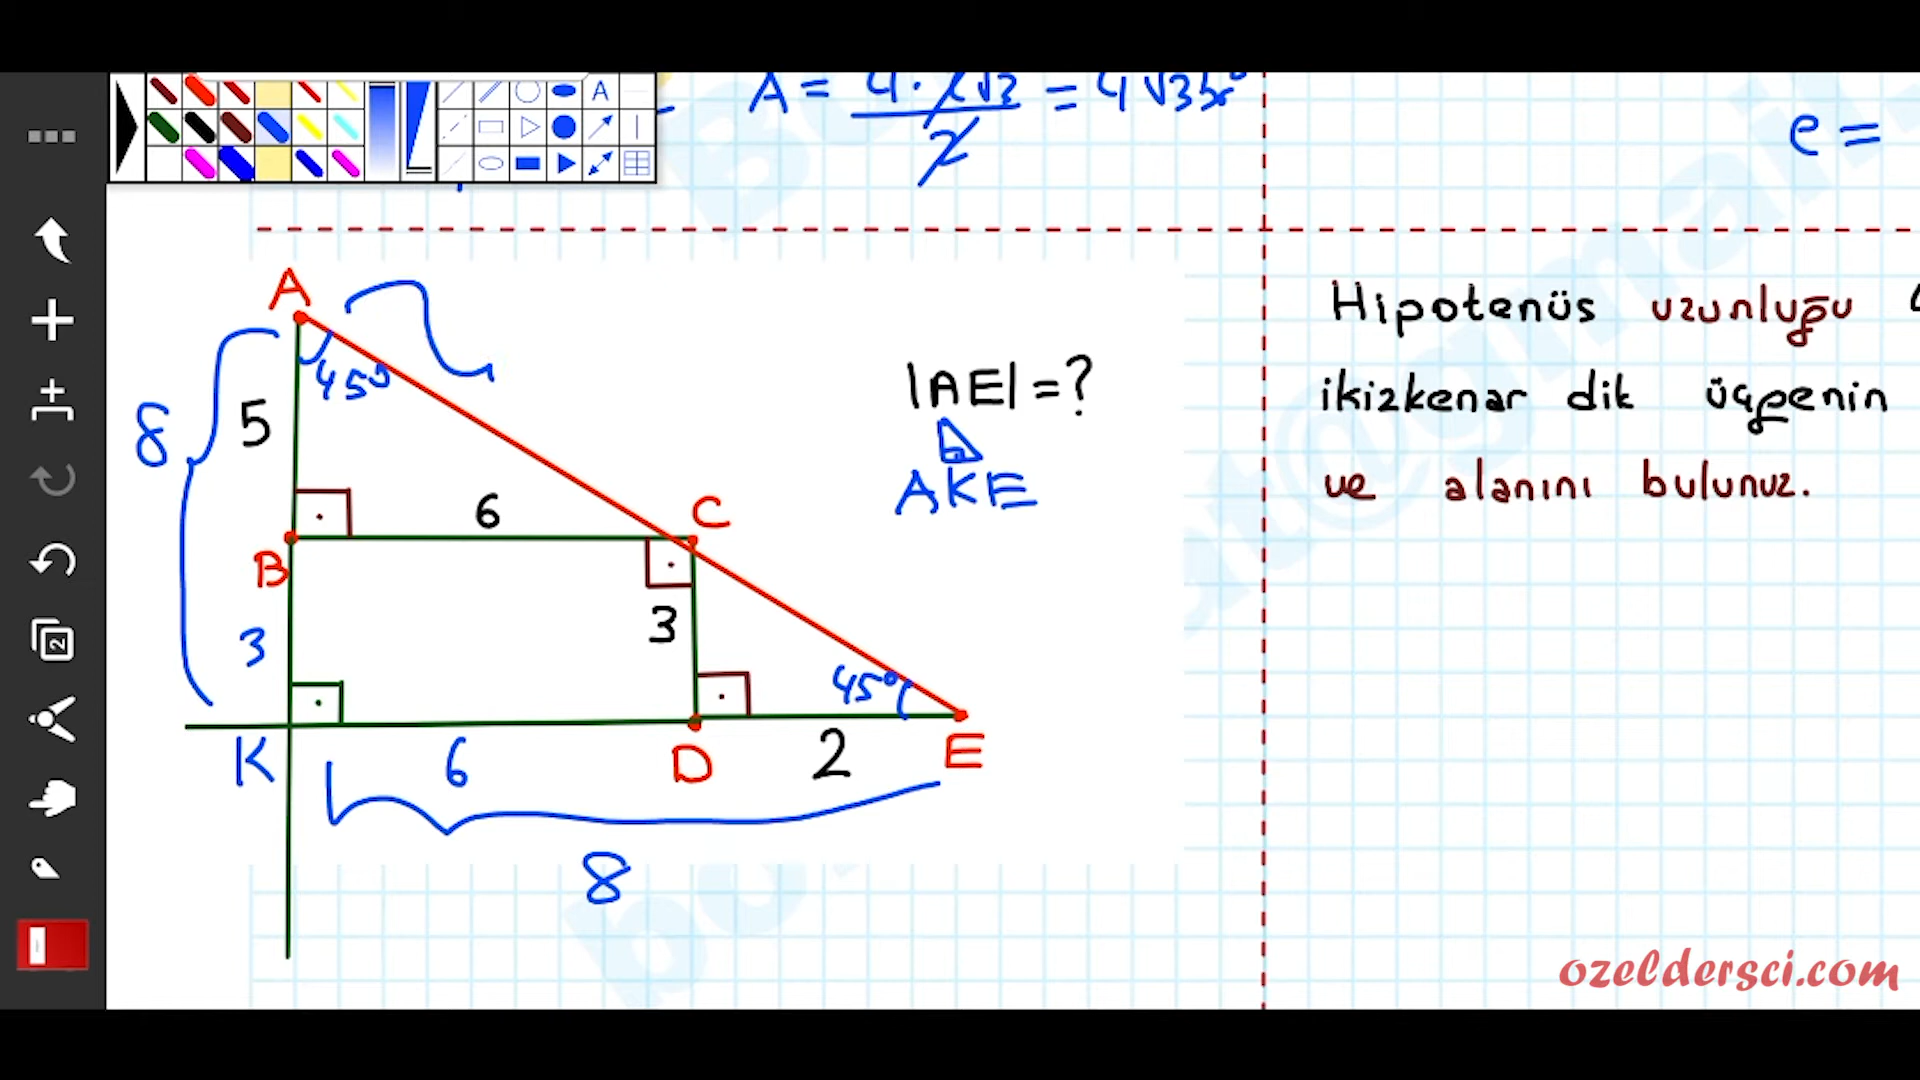 A = 4·2√3 / 2 = 4√3 br²
e =
A
45°
8
5
|AE| = ?
AKE
6
C
B
3
3
45°
K
6
D
2
E
8
Hipotenüs uzunluğu
ikizkenar dik üçgenin
ve alanını bulunuz.
ozeldersci.com